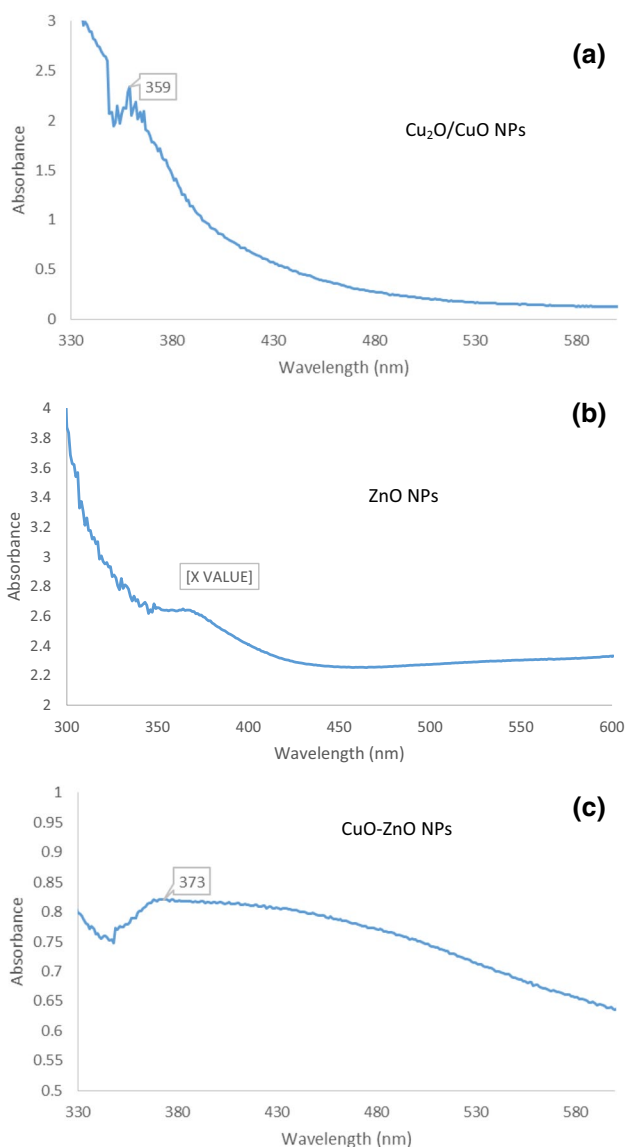 3
(a)
2.5
359
2
Cu₂O/CuO NPs
Absorbance
1.5
1
0.5
0
330 380 430 480 530 580
Wavelength (nm)
4
(b)
3.8
3.6
ZnO NPs
3.4
3.2
Absorbance
3
[X VALUE]
2.8
2.6
2.4
2.2
2
300 350 400 450 500 550 600
Wavelength (nm)
1
(c)
0.95
CuO-ZnO NPs
0.9
0.85
373
0.8
Absorbance
0.75
0.7
0.65
0.6
0.55
0.5
330 380 430 480 530 580
Wavelength (nm)